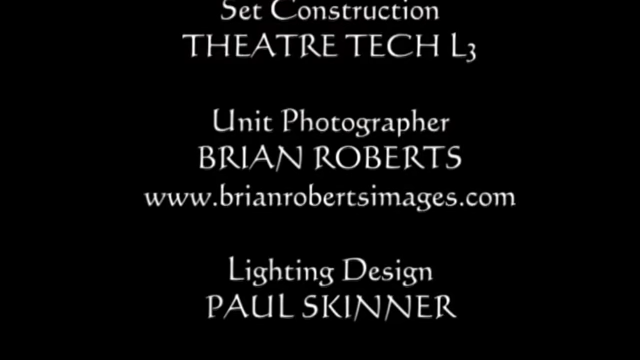 Set Construction
THEATRE TECH L3
Unit Photographer
BRIAN ROBERTS
www.brianrobertsimages.com
Lighting Design
PAUL SKINNER